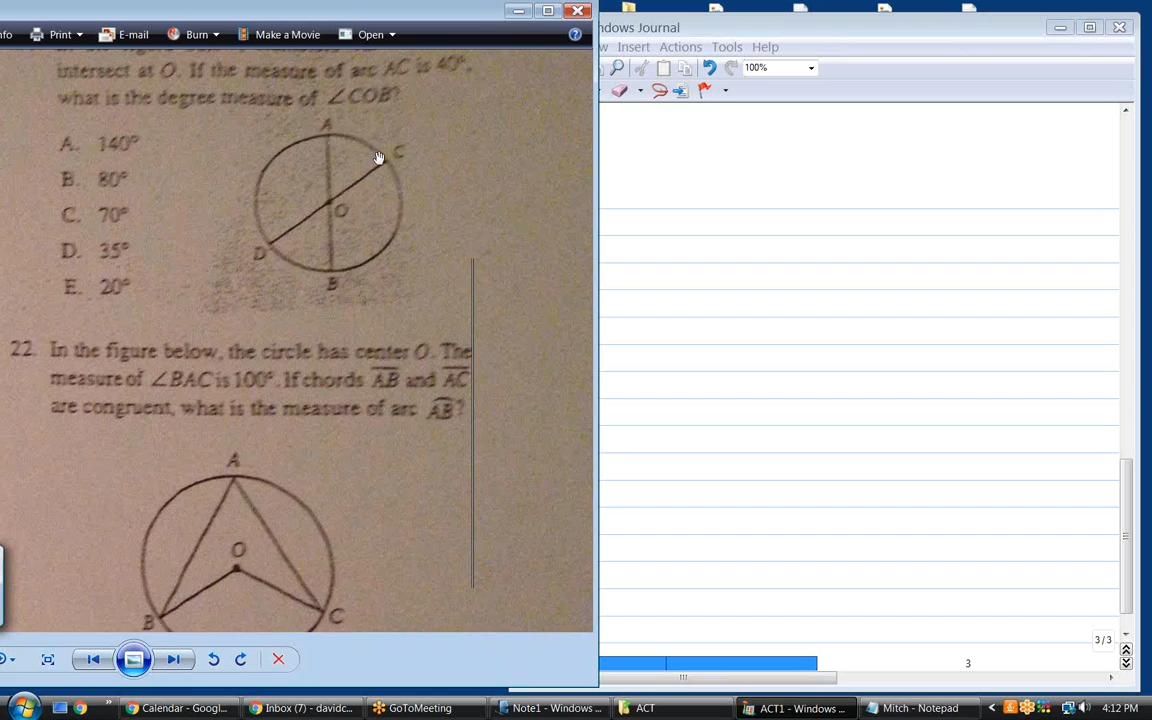 ndows Journal
nfo Print E-mail Burn Make a Movie Open
w Insert Actions Tools Help
100%
intersect at O. If the measure of arc AC is 40°,
what is the degree measure of ∠COB?
A. 140°
B. 80°
C. 70°
D. 35°
E. 20°
A
C
O
D
B
22. In the figure below, the circle has center O. The
measure of ∠BAC is 100°. If chords AB and AC
are congruent, what is the measure of arc AB?
A
O
B
C
3 / 3
3
Calendar - Googl...
Inbox (7) - davidc...
GoToMeeting
Note1 - Windows ...
ACT
ACT1 - Windows ...
Mitch - Notepad
4:12 PM